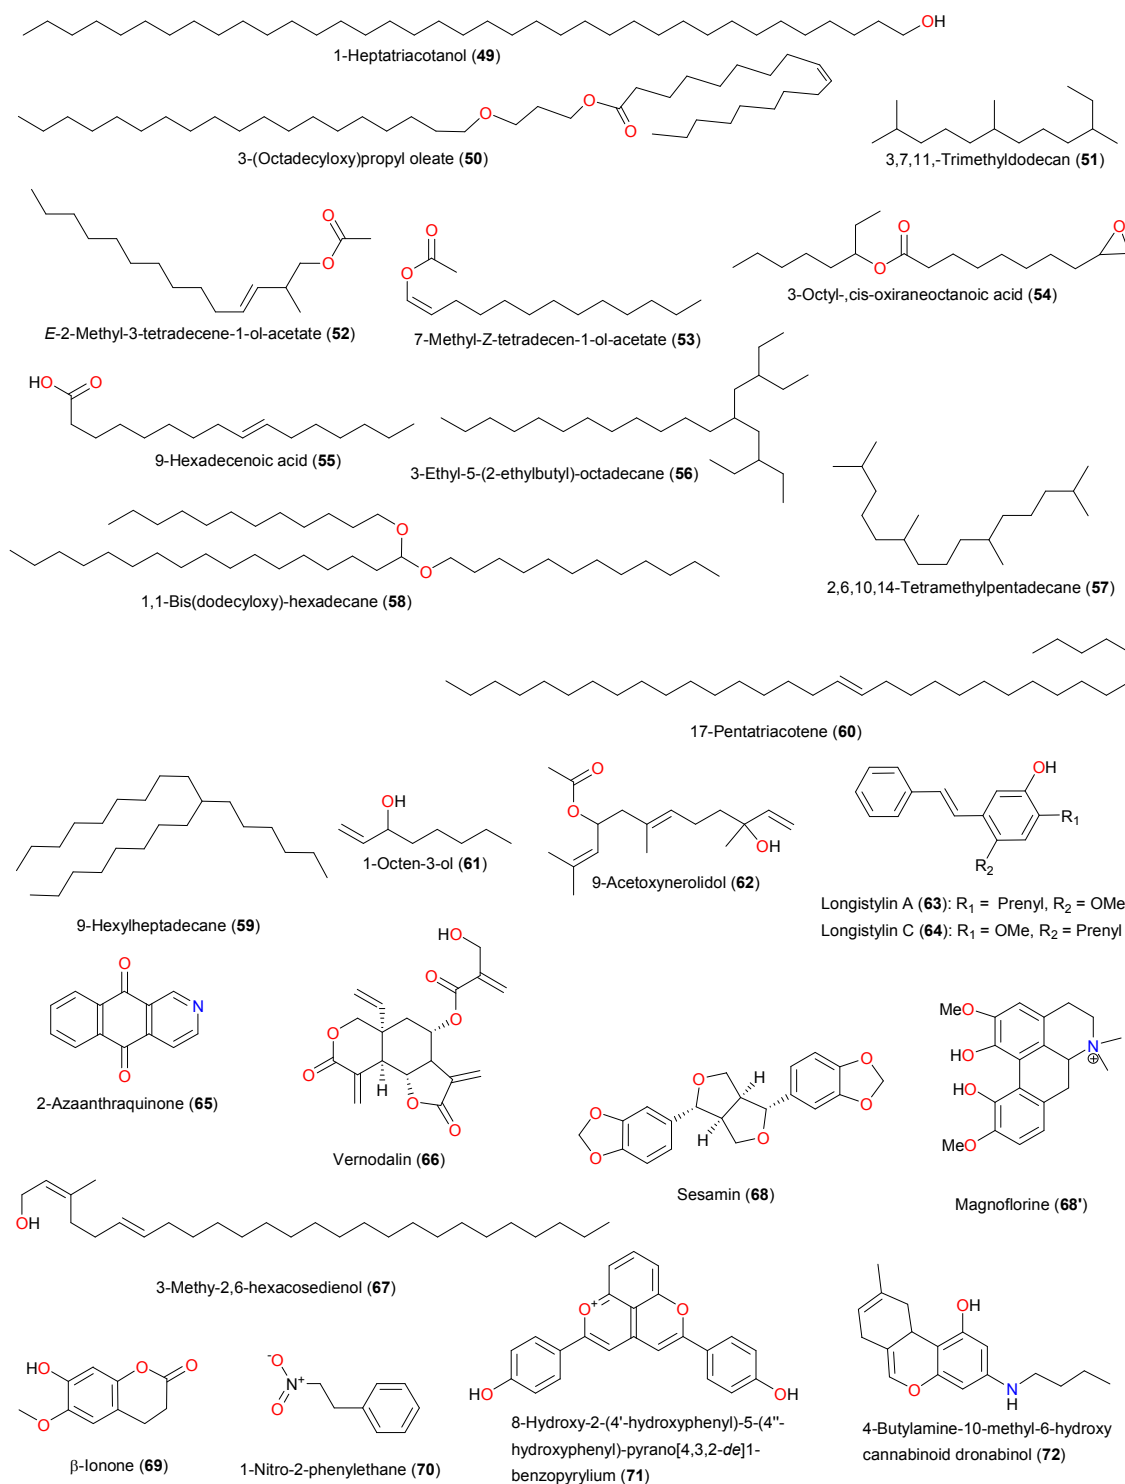 OH
1-Heptatriacotanol (49)
O
O
O
3-(Octadecyloxy)propyl oleate (50)
3,7,11,-Trimethyldodecan (51)
O
O
E-2-Methyl-3-tetradecene-1-ol-acetate (52)
O
O
7-Methyl-Z-tetradecen-1-ol-acetate (53)
O
O
O
3-Octyl-,cis-oxiraneoctanoic acid (54)
HO
O
9-Hexadecenoic acid (55)
3-Ethyl-5-(2-ethylbutyl)-octadecane (56)
2,6,10,14-Tetramethylpentadecane (57)
O
O
1,1-Bis(dodecyloxy)-hexadecane (58)
17-Pentatriacotene (60)
9-Hexylheptadecane (59)
OH
1-Octen-3-ol (61)
O
O
OH
9-Acetoxynerolidol (62)
OH
R1
R2
Longistylin A (63): R1 = Prenyl, R2 = OMe
Longistylin C (64): R1 = OMe, R2 = Prenyl
O
N
O
2-Azaanthraquinone (65)
HO
O
O
O
O
H
O
O
Vernodalin (66)
O
O
O
H
H
O
O
O
Sesamin (68)
MeO
HO
N
+
HO
MeO
Magnoflorine (68')
OH
3-Methy-2,6-hexacosedienol (67)
HO
O
O
O
β-Ionone (69)
-O
N+
O
1-Nitro-2-phenylethane (70)
O+
O
HO
OH
8-Hydroxy-2-(4'-hydroxyphenyl)-5-(4''-
hydroxyphenyl)-pyrano[4,3,2-de]1-
benzopyrylium (71)
OH
O
N
H
4-Butylamine-10-methyl-6-hydroxy
cannabinoid dronabinol (72)